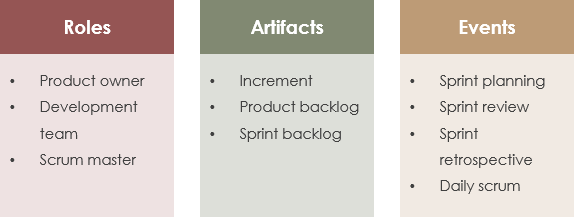 Roles
• Product owner
• Development
team
• Scrum master
Artifacts
• Increment
• Product backlog
• Sprint backlog
Events
• Sprint planning
• Sprint review
• Sprint
retrospective
• Daily scrum